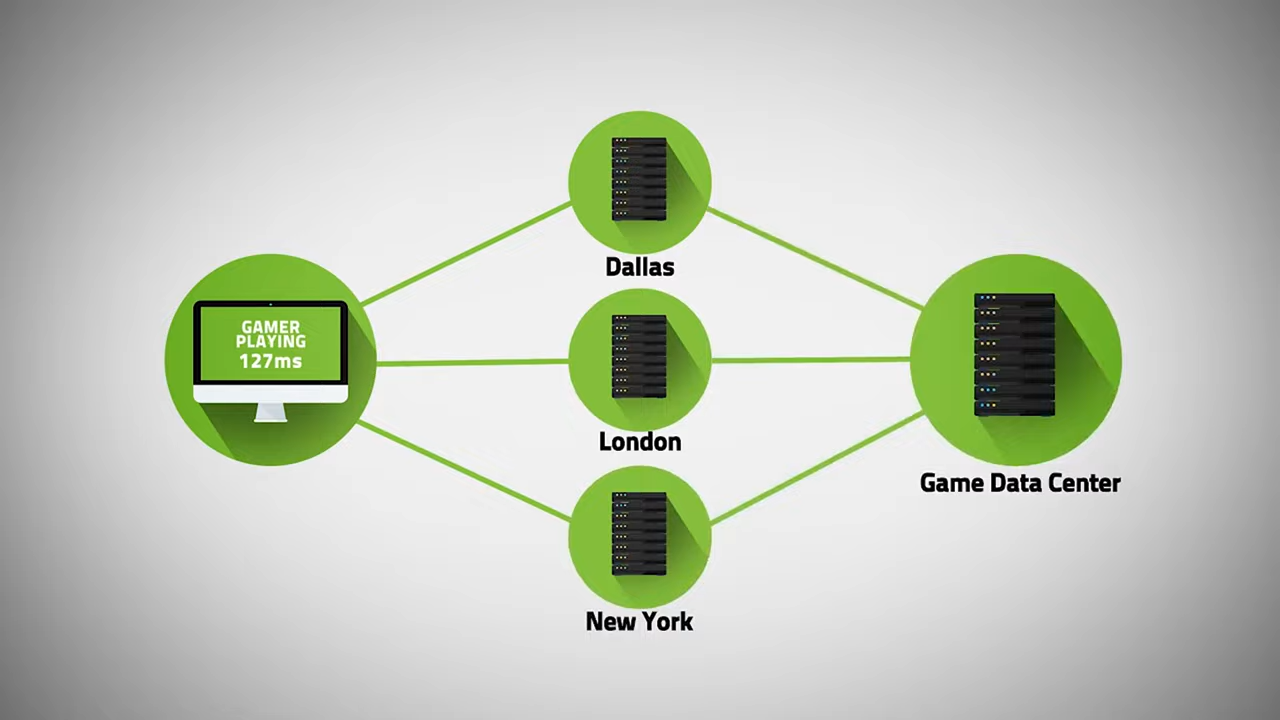 Dallas
GAMER
PLAYING
127ms
London
Game Data Center
New York